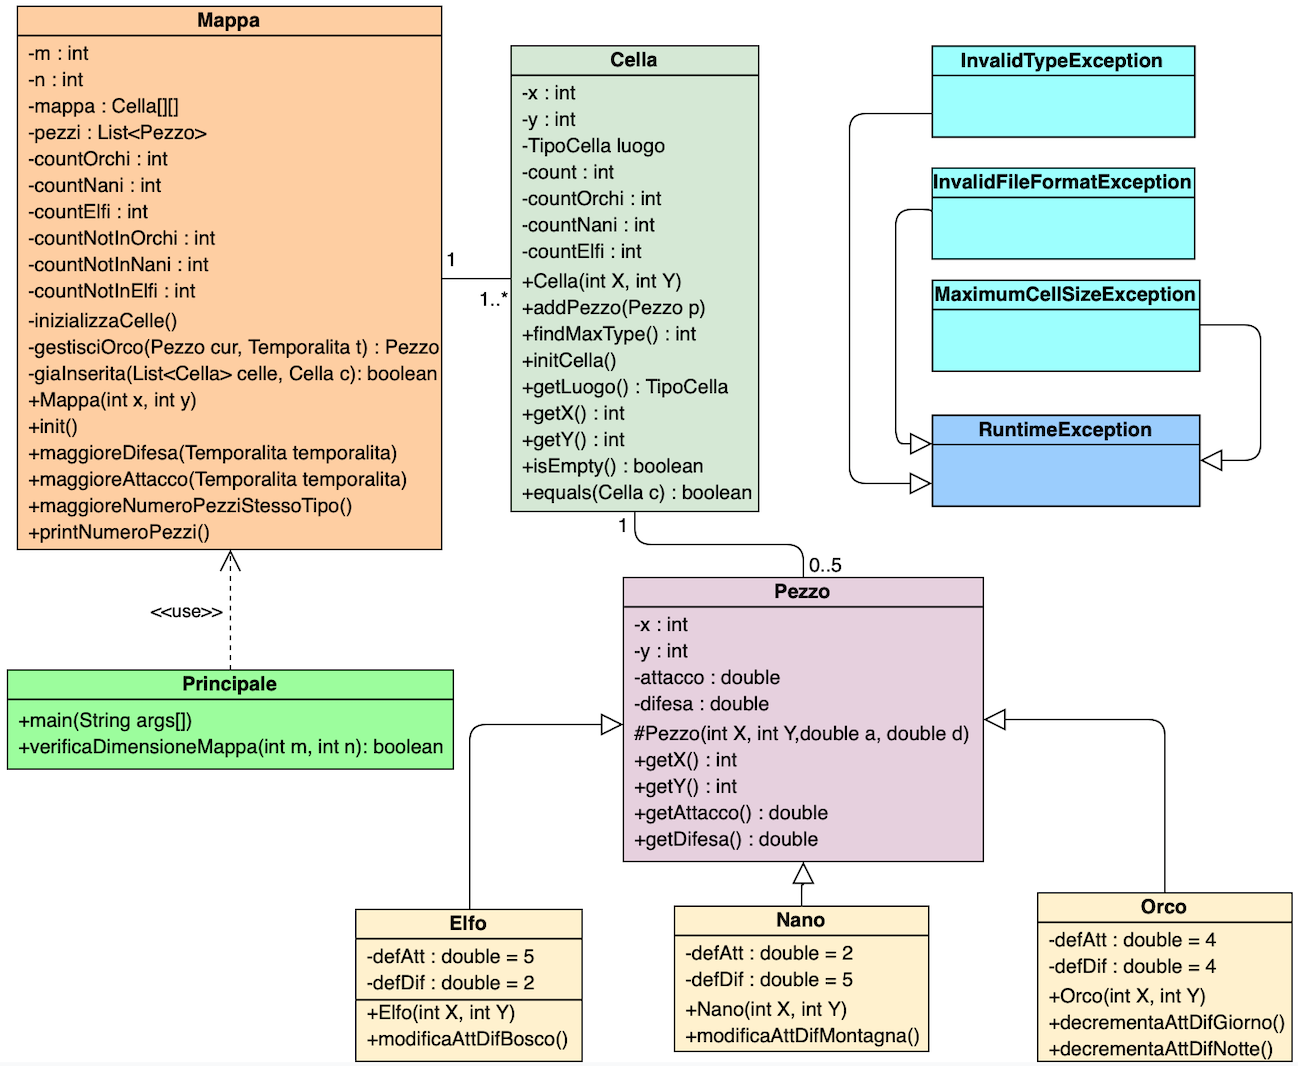 Mappa
-m : int
-n : int
-mappa : Cella[][]
-pezzi : List<Pezzo>
-countOrchi : int
-countNani : int
-countElfi : int
-countNotInOrchi : int
-countNotInNani : int
-countNotInElfi : int
-inizializzaCelle()
-gestisciOrco(Pezzo cur, Temporalita t) : Pezzo
-giaInserita(List<Cella> celle, Cella c): boolean
+Mappa(int x, int y)
+init()
+maggioreDifesa(Temporalita temporalita)
+maggioreAttacco(Temporalita temporalita)
+maggioreNumeroPezziStessoTipo()
+printNumeroPezzi()
1
1..*
Cella
-x : int
-y : int
-TipoCella luogo
-count : int
-countOrchi : int
-countNani : int
-countElfi : int
+Cella(int X, int Y)
+addPezzo(Pezzo p)
+findMaxType() : int
+initCella()
+getLuogo() : TipoCella
+getX() : int
+getY() : int
+isEmpty() : boolean
+equals(Cella c) : boolean
InvalidTypeException
InvalidFileFormatException
MaximumCellSizeException
RuntimeException
1
0..5
<<use>>
Principale
+main(String args[])
+verificaDimensioneMappa(int m, int n): boolean
Pezzo
-x : int
-y : int
-attacco : double
-difesa : double
#Pezzo(int X, int Y,double a, double d)
+getX() : int
+getY() : int
+getAttacco() : double
+getDifesa() : double
Elfo
-defAtt : double = 5
-defDif : double = 2
+Elfo(int X, int Y)
+modificaAttDifBosco()
Nano
-defAtt : double = 2
-defDif : double = 5
+Nano(int X, int Y)
+modificaAttDifMontagna()
Orco
-defAtt : double = 4
-defDif : double = 4
+Orco(int X, int Y)
+decrementaAttDifGiorno()
+decrementaAttDifNotte()